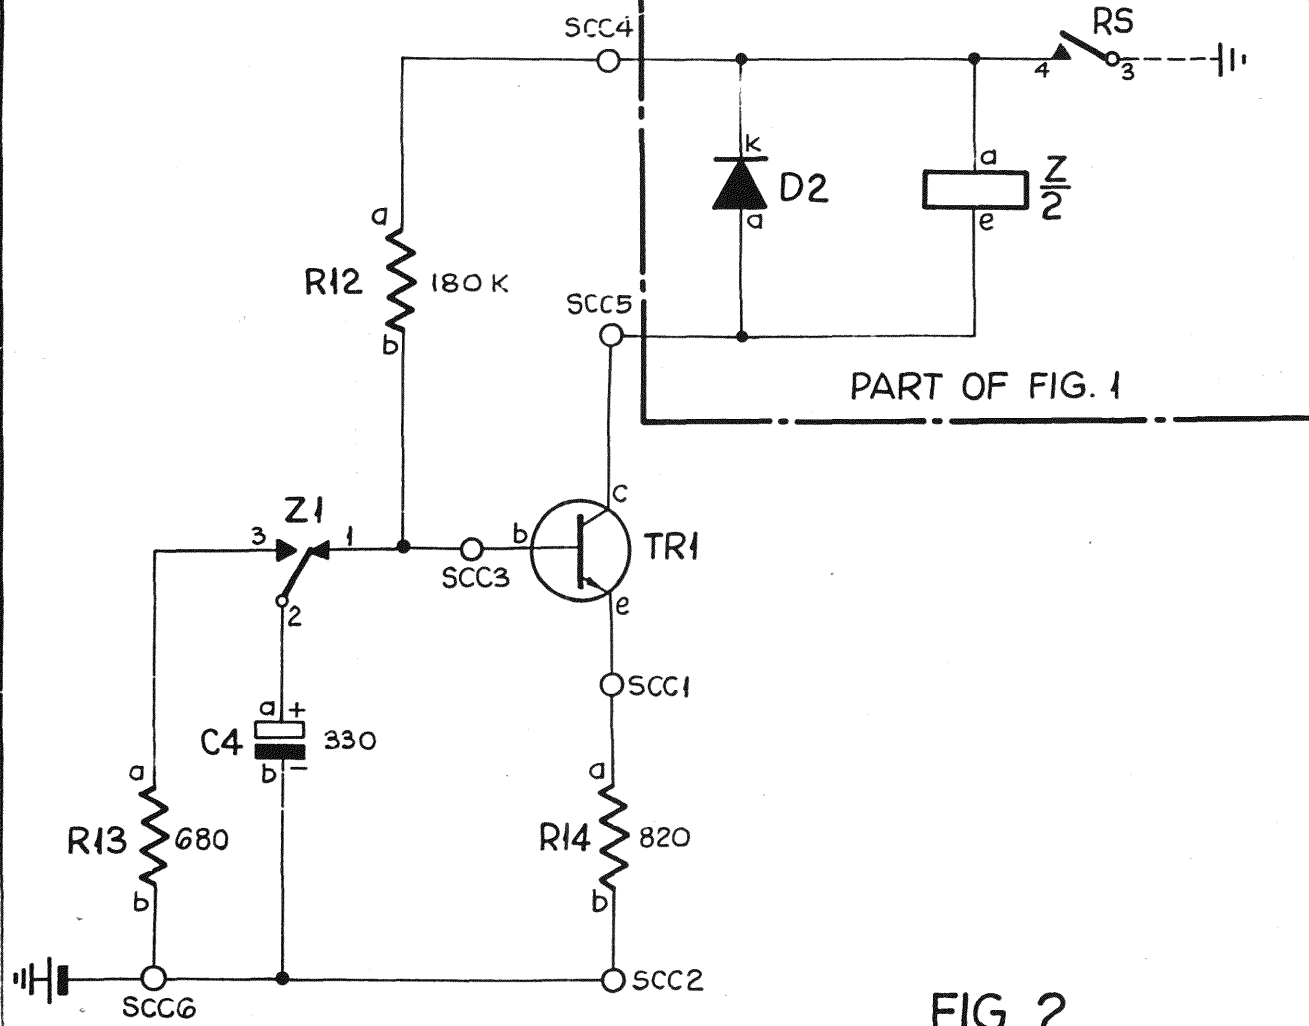 SCC4
RS
4
3
k
D2
a
a
Z
2
e
a
R12
180 K
b
SCC5
PART OF FIG. 1
c
Z1
3
1
b
TR1
SCC3
e
2
SCC1
a +
C4
330
b −
a
R13
680
b
a
R14
820
b
SCC6
SCC2
FIG 2